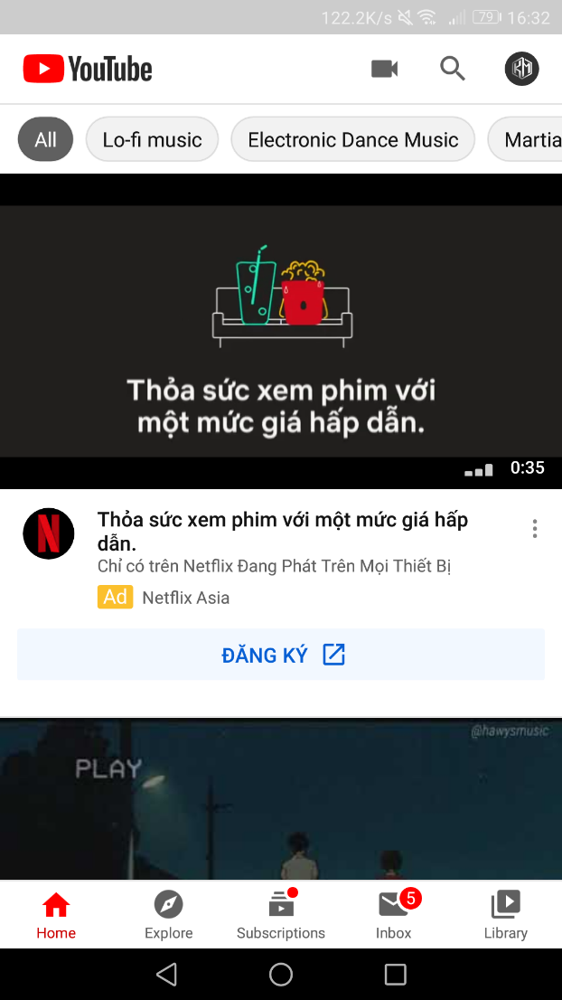 122.2K/s 79 16:32
YouTube
KM
All Lo-fi music Electronic Dance Music Martia
Thỏa sức xem phim với
một mức giá hấp dẫn.
0:35
N
Thỏa sức xem phim với một mức giá hấp
dẫn.
Chỉ có trên Netflix Đang Phát Trên Mọi Thiết Bị
Ad Netflix Asia
ĐĂNG KÝ
@hawysmusic
PLAY
5
Home Explore Subscriptions Inbox Library